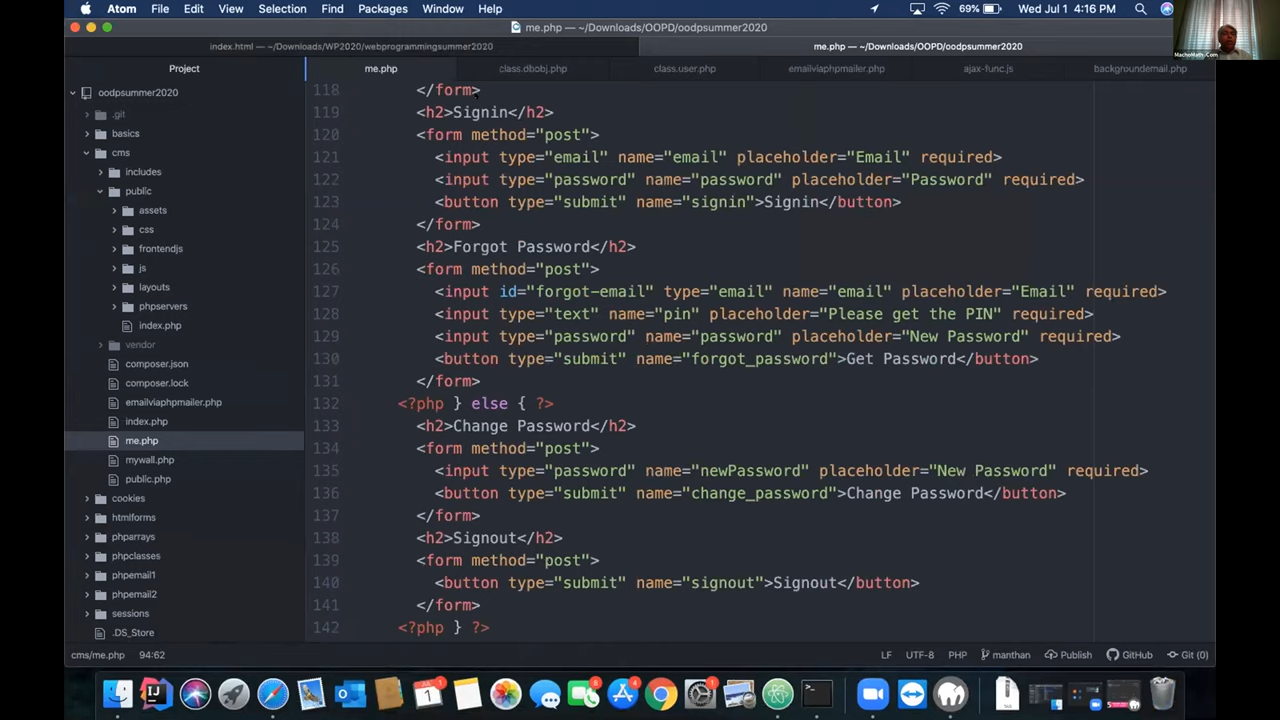 Atom File Edit View Selection Find Packages Window Help 69% Wed Jul 1 4:16 PM
me.php — ~/Downloads/OOPD/oodpsummer2020
MachoMath.Com
index.html — ~/Downloads/WP2020/webprogrammingsummer2020 me.php — ~/Downloads/OOPD/oodpsummer2020
Project me.php class.dbobj.php class.user.php emailviaphpmailer.php ajax-func.js backgroundemail.php
oodpsummer2020
.git
basics
cms
includes
public
assets
css
frontendjs
js
layouts
phpservers
index.php
vendor
composer.json
composer.lock
emailviaphpmailer.php
index.php
me.php
mywall.php
public.php
cookies
htmlforms
phparrays
phpclasses
phpemail1
phpemail2
sessions
.DS_Store
118 </form>
119 <h2>Signin</h2>
120 <form method="post">
121 <input type="email" name="email" placeholder="Email" required>
122 <input type="password" name="password" placeholder="Password" required>
123 <button type="submit" name="signin">Signin</button>
124 </form>
125 <h2>Forgot Password</h2>
126 <form method="post">
127 <input id="forgot-email" type="email" name="email" placeholder="Email" required>
128 <input type="text" name="pin" placeholder="Please get the PIN" required>
129 <input type="password" name="password" placeholder="New Password" required>
130 <button type="submit" name="forgot_password">Get Password</button>
131 </form>
132 <?php } else { ?>
133 <h2>Change Password</h2>
134 <form method="post">
135 <input type="password" name="newPassword" placeholder="New Password" required>
136 <button type="submit" name="change_password">Change Password</button>
137 </form>
138 <h2>Signout</h2>
139 <form method="post">
140 <button type="submit" name="signout">Signout</button>
141 </form>
142 <?php } ?>
cms/me.php 94:62 LF UTF-8 PHP manthan Publish GitHub Git (0)